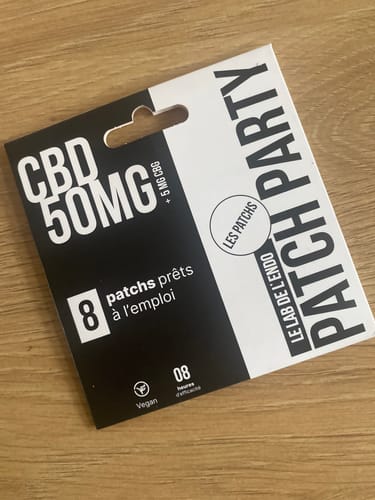 CBD
50MG
+ 5 MG CBG
8
patchs prêts
à l'emploi
Vegan
08
heures
d'efficacité
LES PATCHS
LE LAB DE L'ENDO
PATCH PARTY